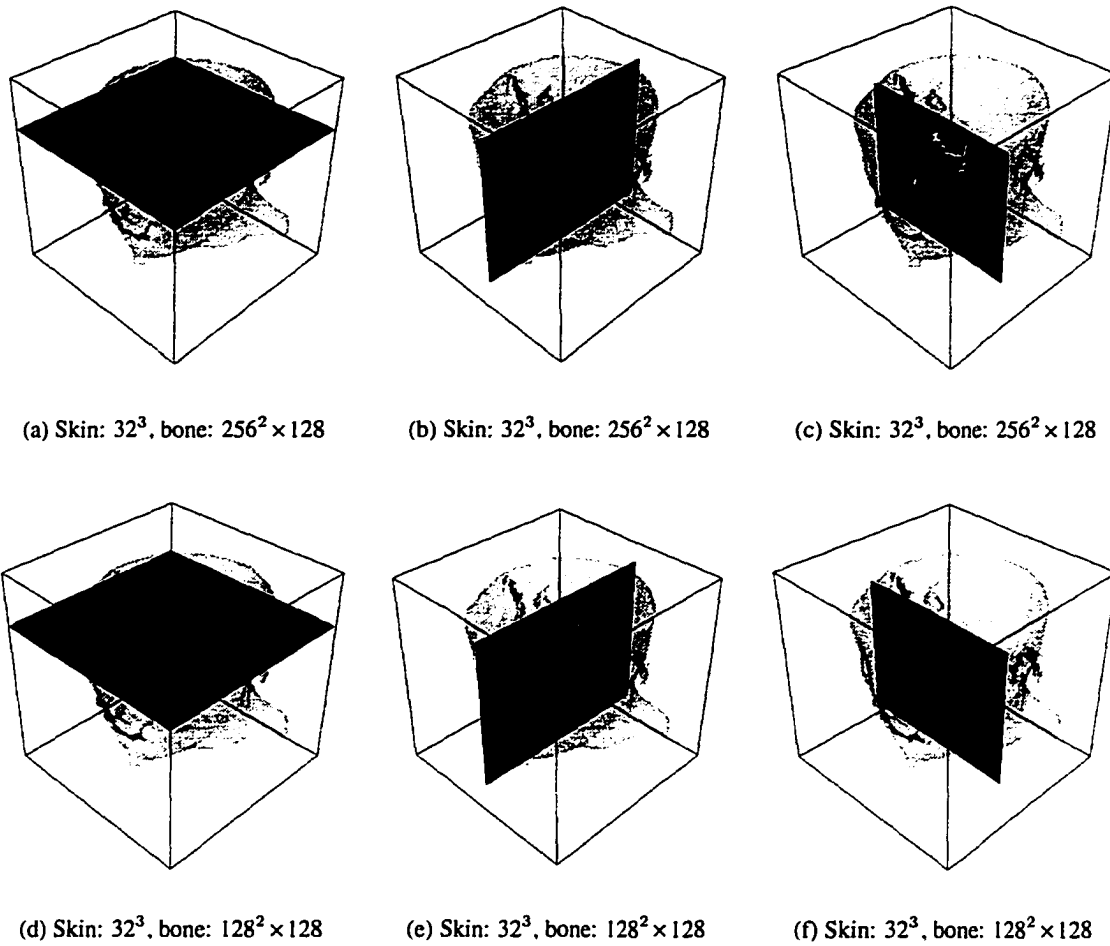 (a) Skin: 32³, bone: 256² × 128
(b) Skin: 32³, bone: 256² × 128
(c) Skin: 32³, bone: 256² × 128
(d) Skin: 32³, bone: 128² × 128
(e) Skin: 32³, bone: 128² × 128
(f) Skin: 32³, bone: 128² × 128